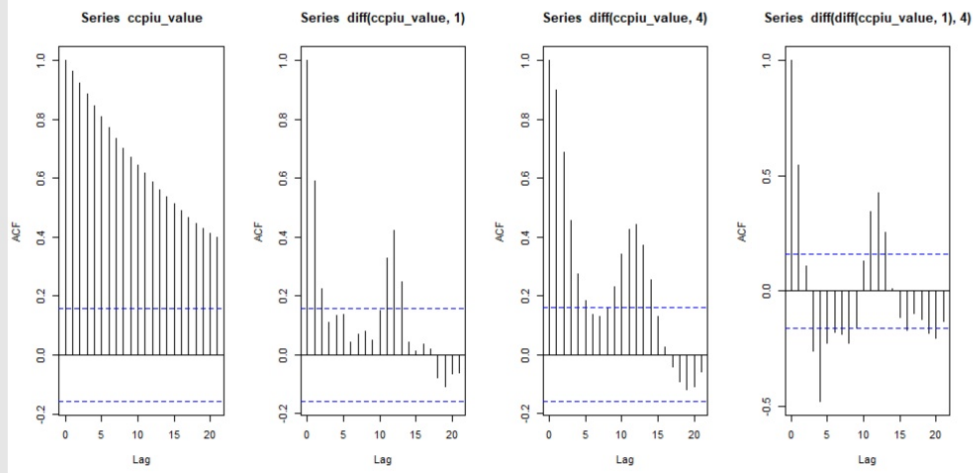 Series ccpiu_value
Series diff(ccpiu_value, 1)
Series diff(ccpiu_value, 4)
Series diff(diff(ccpiu_value, 1), 4)
ACF
1.0
0.8
0.6
0.4
0.2
0.0
-0.2
0 5 10 15 20
Lag
ACF
1.0
0.8
0.6
0.4
0.2
0.0
-0.2
0 5 10 15 20
Lag
ACF
1.0
0.8
0.6
0.4
0.2
0.0
-0.2
0 5 10 15 20
Lag
ACF
1.0
0.5
0.0
-0.5
0 5 10 15 20
Lag